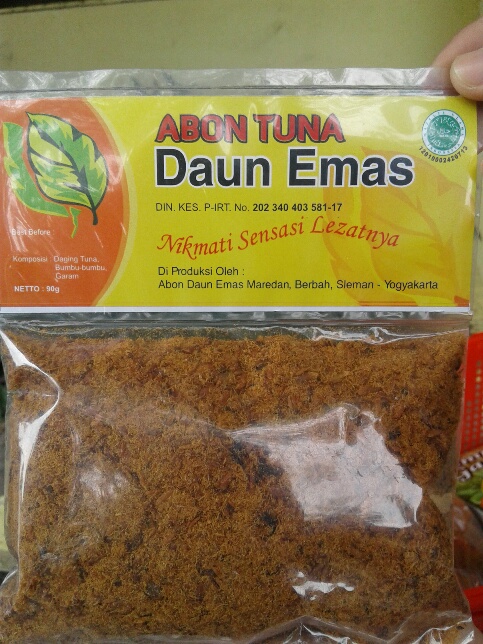 ABON TUNA
Daun Emas
DIN. KES. P-IRT. No. 202 340 403 581-17
Nikmati Sensasi Lezatnya
Di Produksi Oleh :
Abon Daun Emas Maredan, Berbah, Sleman - Yogyakarta
Best Before :
Komposisi : Daging Tuna,
Bumbu-bumbu,
Garam
NETTO : 90g